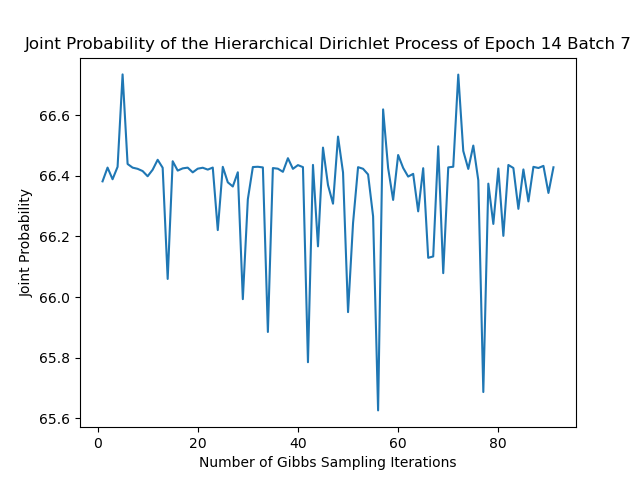 Joint Probability of the Hierarchical Dirichlet Process of Epoch 14 Batch 7
66.6
66.4
66.2
66.0
65.8
65.6
Joint Probability
0 20 40 60 80
Number of Gibbs Sampling Iterations